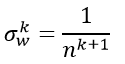 σ_w^k = 1/n^{k+1}